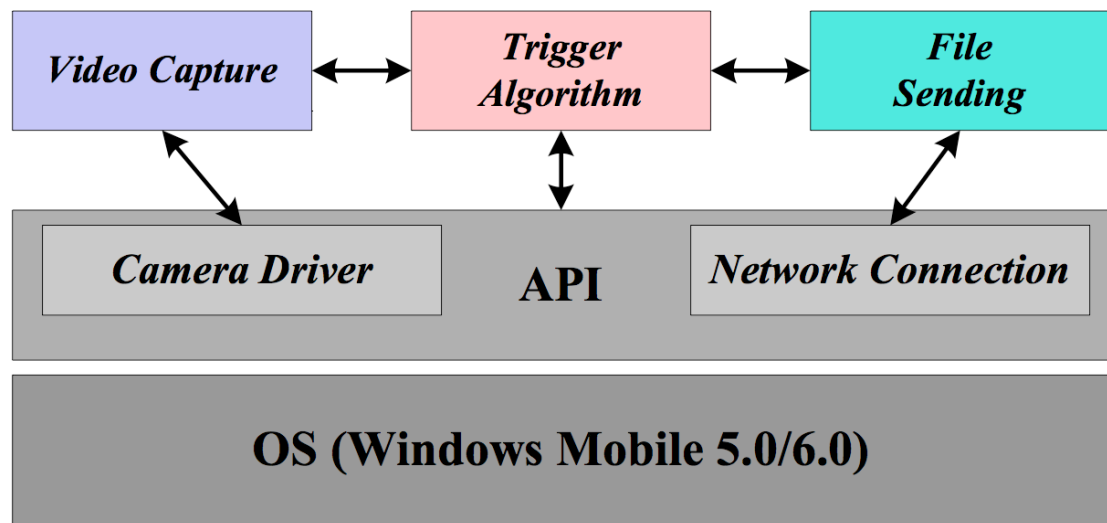 Video Capture
Trigger
Algorithm
File
Sending
Camera Driver
API
Network Connection
OS (Windows Mobile 5.0/6.0)